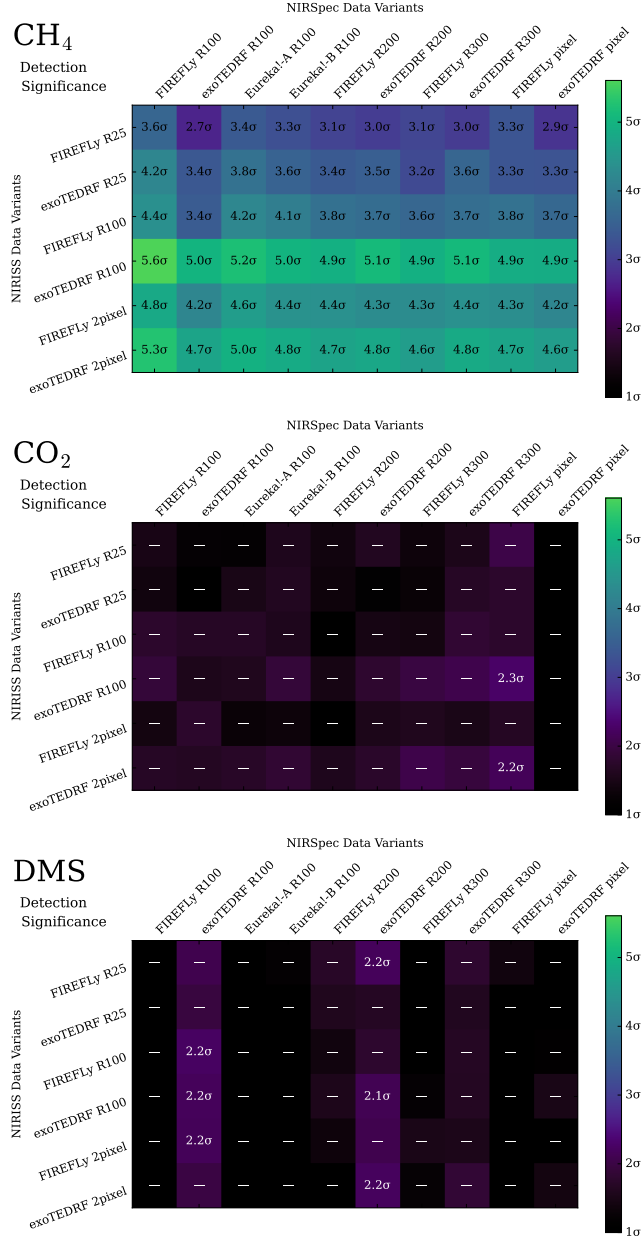 NIRSpec Data Variants
CH4
Detection
Significance
FIREFLy R100 exoTEDRF R100 Eureka!-A R100 Eureka!-B R100 FIREFLy R200 exoTEDRF R200 FIREFLy R300 exoTEDRF R300 FIREFLy pixel exoTEDRF pixel
NIRISS Data Variants
FIREFLy R25 3.6σ 2.7σ 3.4σ 3.3σ 3.1σ 3.0σ 3.1σ 3.0σ 3.3σ 2.9σ
exoTEDRF R25 4.2σ 3.4σ 3.8σ 3.6σ 3.4σ 3.5σ 3.2σ 3.6σ 3.3σ 3.3σ
FIREFLy R100 4.4σ 3.4σ 4.2σ 4.1σ 3.8σ 3.7σ 3.6σ 3.7σ 3.8σ 3.7σ
exoTEDRF R100 5.6σ 5.0σ 5.2σ 5.0σ 4.9σ 5.1σ 4.9σ 5.1σ 4.9σ 4.9σ
FIREFLy 2pixel 4.8σ 4.2σ 4.6σ 4.4σ 4.4σ 4.3σ 4.3σ 4.4σ 4.3σ 4.2σ
exoTEDRF 2pixel 5.3σ 4.7σ 5.0σ 4.8σ 4.7σ 4.8σ 4.6σ 4.8σ 4.7σ 4.6σ
5σ
4σ
3σ
2σ
1σ
NIRSpec Data Variants
CO2
Detection
Significance
FIREFLy R100 exoTEDRF R100 Eureka!-A R100 Eureka!-B R100 FIREFLy R200 exoTEDRF R200 FIREFLy R300 exoTEDRF R300 FIREFLy pixel exoTEDRF pixel
NIRISS Data Variants
FIREFLy R25 — — — — — — — — — —
exoTEDRF R25 — — — — — — — — — —
FIREFLy R100 — — — — — — — — — —
exoTEDRF R100 — — — — — — — — 2.3σ —
FIREFLy 2pixel — — — — — — — — — —
exoTEDRF 2pixel — — — — — — — — 2.2σ —
5σ
4σ
3σ
2σ
1σ
NIRSpec Data Variants
DMS
Detection
Significance
FIREFLy R100 exoTEDRF R100 Eureka!-A R100 Eureka!-B R100 FIREFLy R200 exoTEDRF R200 FIREFLy R300 exoTEDRF R300 FIREFLy pixel exoTEDRF pixel
NIRISS Data Variants
FIREFLy R25 — — — — — 2.2σ — — — —
exoTEDRF R25 — — — — — — — — — —
FIREFLy R100 — 2.2σ — — — — — — — —
exoTEDRF R100 — 2.2σ — — — 2.1σ — — — —
FIREFLy 2pixel — 2.2σ — — — — — — — —
exoTEDRF 2pixel — — — — — 2.2σ — — — —
5σ
4σ
3σ
2σ
1σ